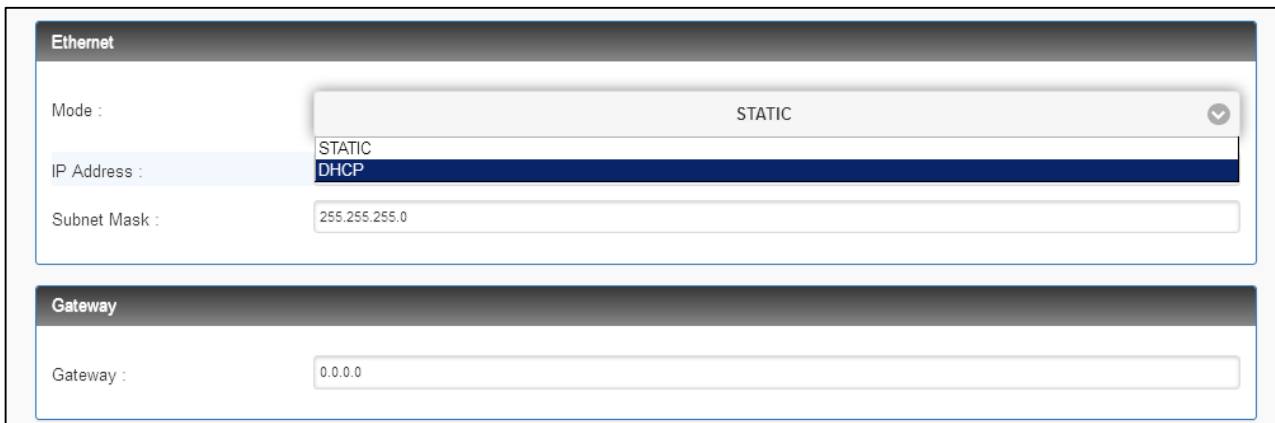 Ethernet
Mode :
STATIC
STATIC
DHCP
IP Address :
Subnet Mask :
255.255.255.0
Gateway
Gateway :
0.0.0.0